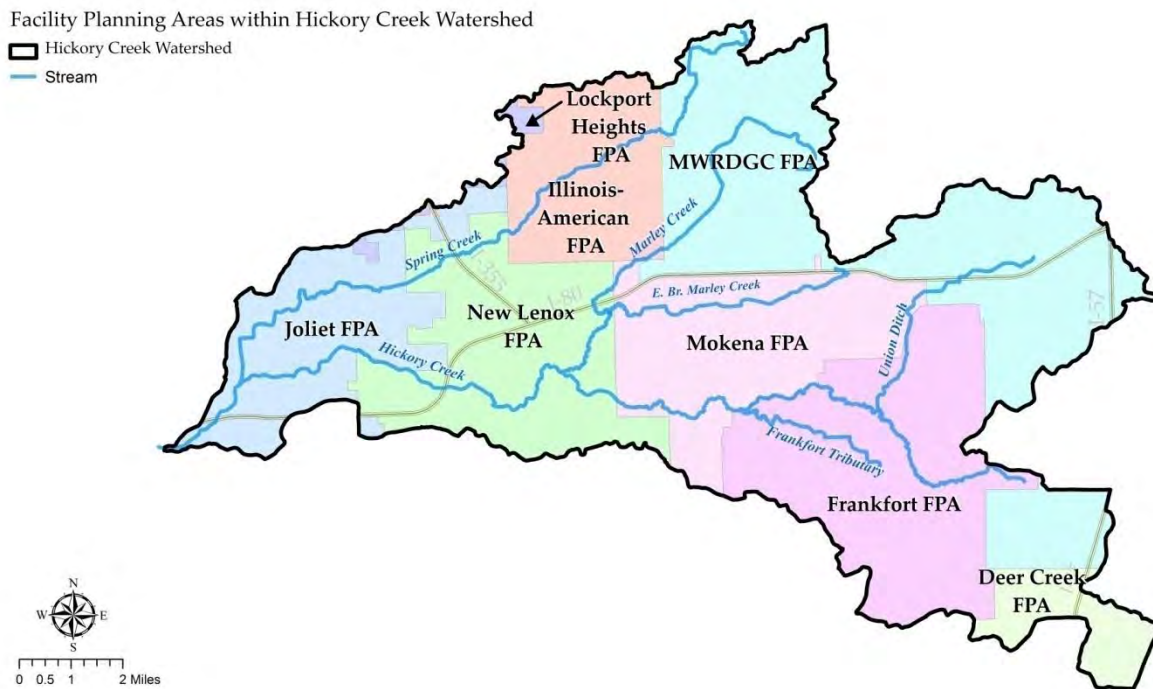 Facility Planning Areas within Hickory Creek Watershed
Hickory Creek Watershed
Stream
Lockport
Heights
FPA
MWRDGC FPA
Illinois-
American
FPA
Marley Creek
Spring Creek
I-355
I-80
E. Br. Marley Creek
I-57
New Lenox
FPA
Union Ditch
Joliet FPA
Mokena FPA
Hickory Creek
Frankfort Tributary
Frankfort FPA
Deer Creek
FPA
N
W
E
S
0 0.5 1 2 Miles